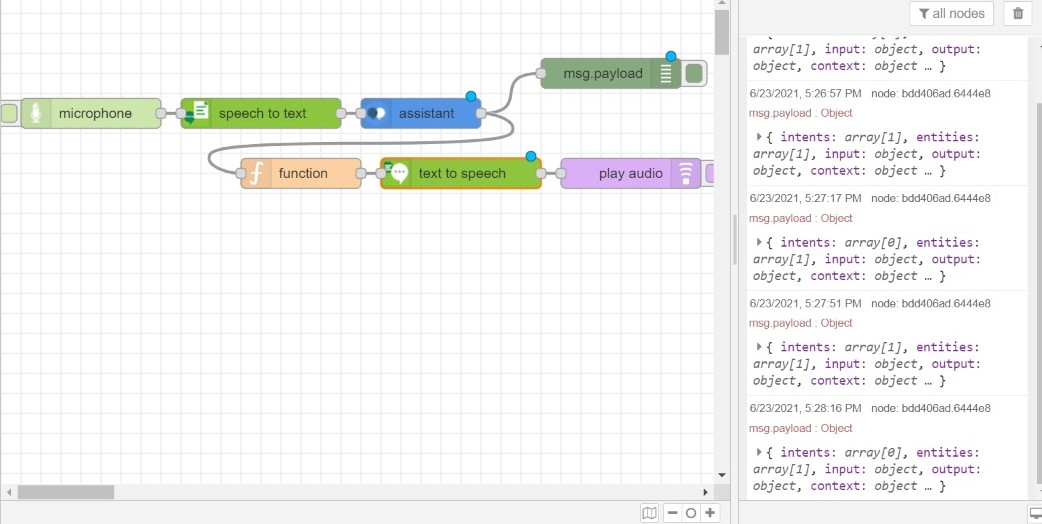 all nodes
msg.payload
microphone
speech to text
assistant
function
text to speech
play audio
array[1], input: object, output:
object, context: object … }
6/23/2021, 5:26:57 PM node: bdd406ad.6444e8
msg.payload : Object
{ intents: array[1], entities:
array[1], input: object, output:
object, context: object … }
6/23/2021, 5:27:17 PM node: bdd406ad.6444e8
msg.payload : Object
{ intents: array[0], entities:
array[1], input: object, output:
object, context: object … }
6/23/2021, 5:27:51 PM node: bdd406ad.6444e8
msg.payload : Object
{ intents: array[1], entities:
array[1], input: object, output:
object, context: object … }
6/23/2021, 5:28:16 PM node: bdd406ad.6444e8
msg.payload : Object
{ intents: array[0], entities:
array[1], input: object, output:
object, context: object … }